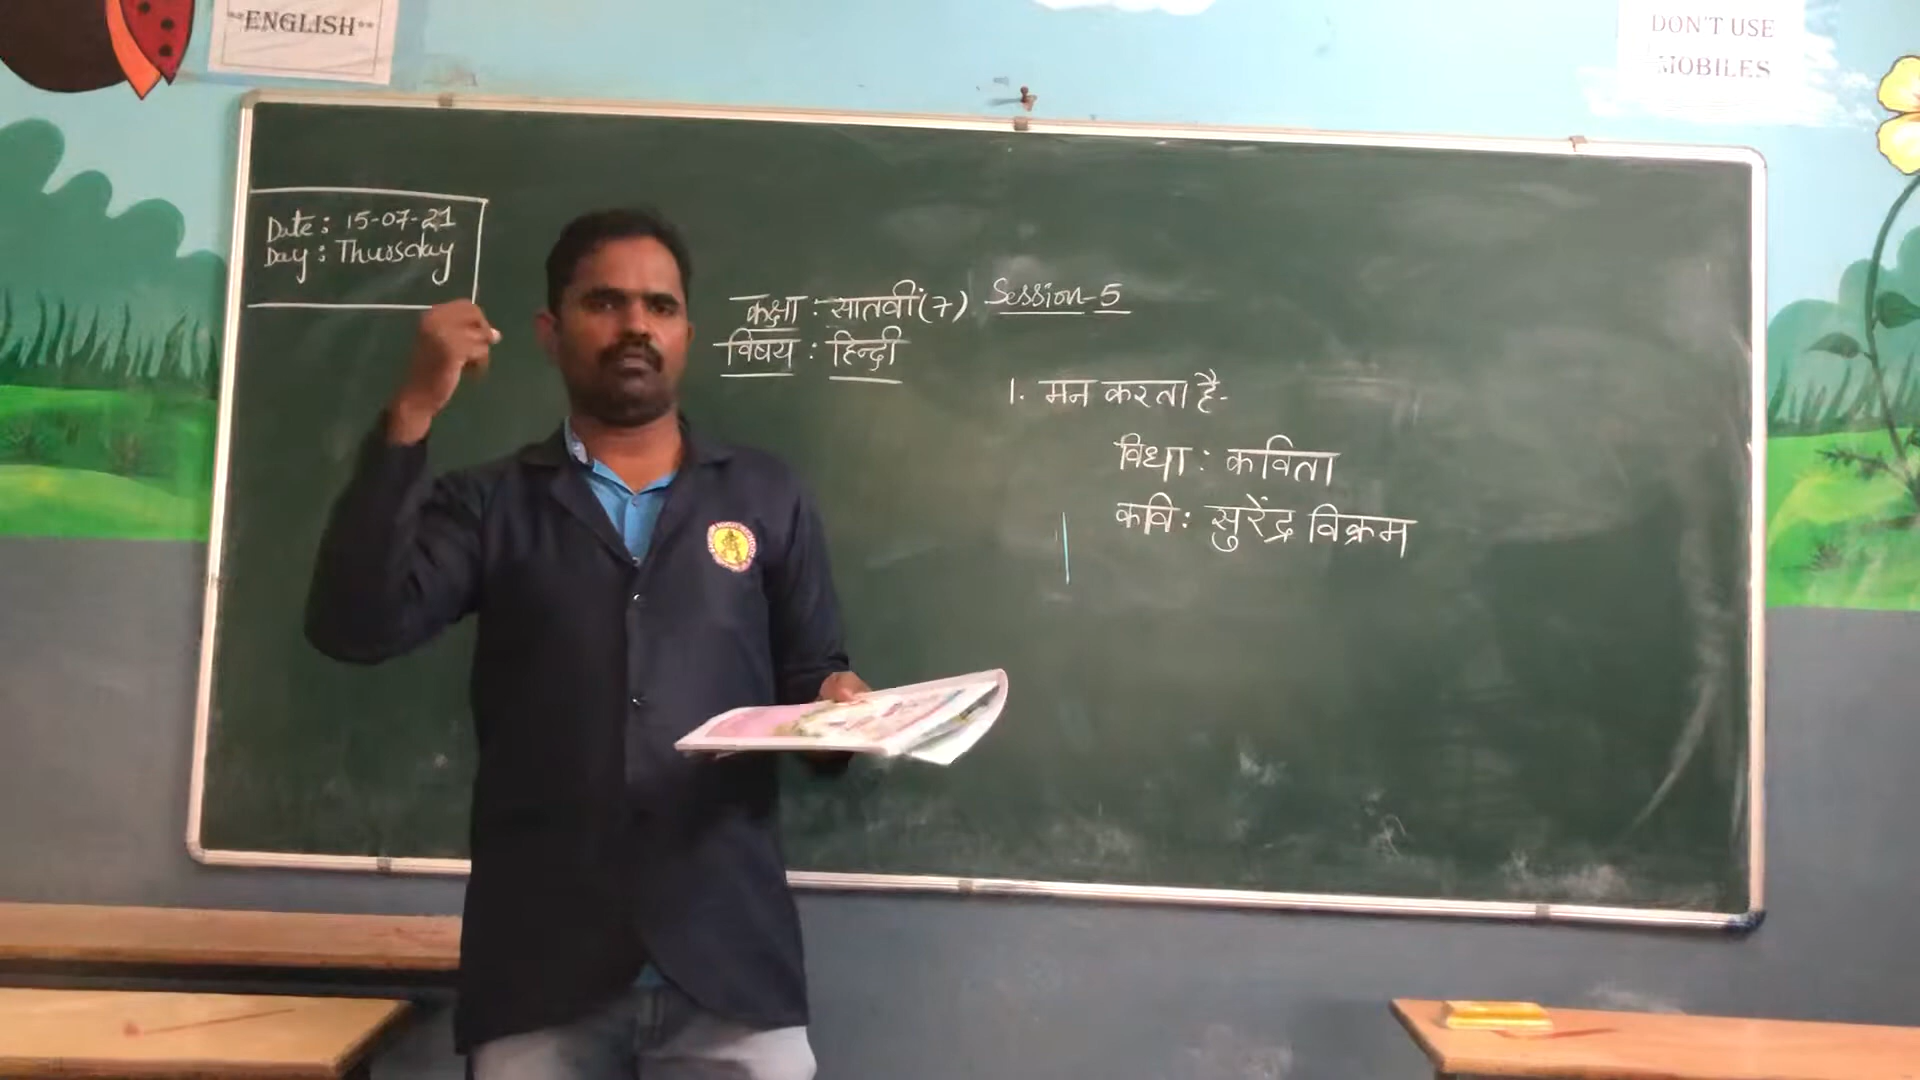 **ENGLISH**
DON'T USE
MOBILES
Date: 15-07-21
Day: Thursday
कक्षा : सातवीं(7) Session-5
विषय : हिन्दी
1. मन करता है-
विधा: कविता
कवि: सुरेंद्र विक्रम